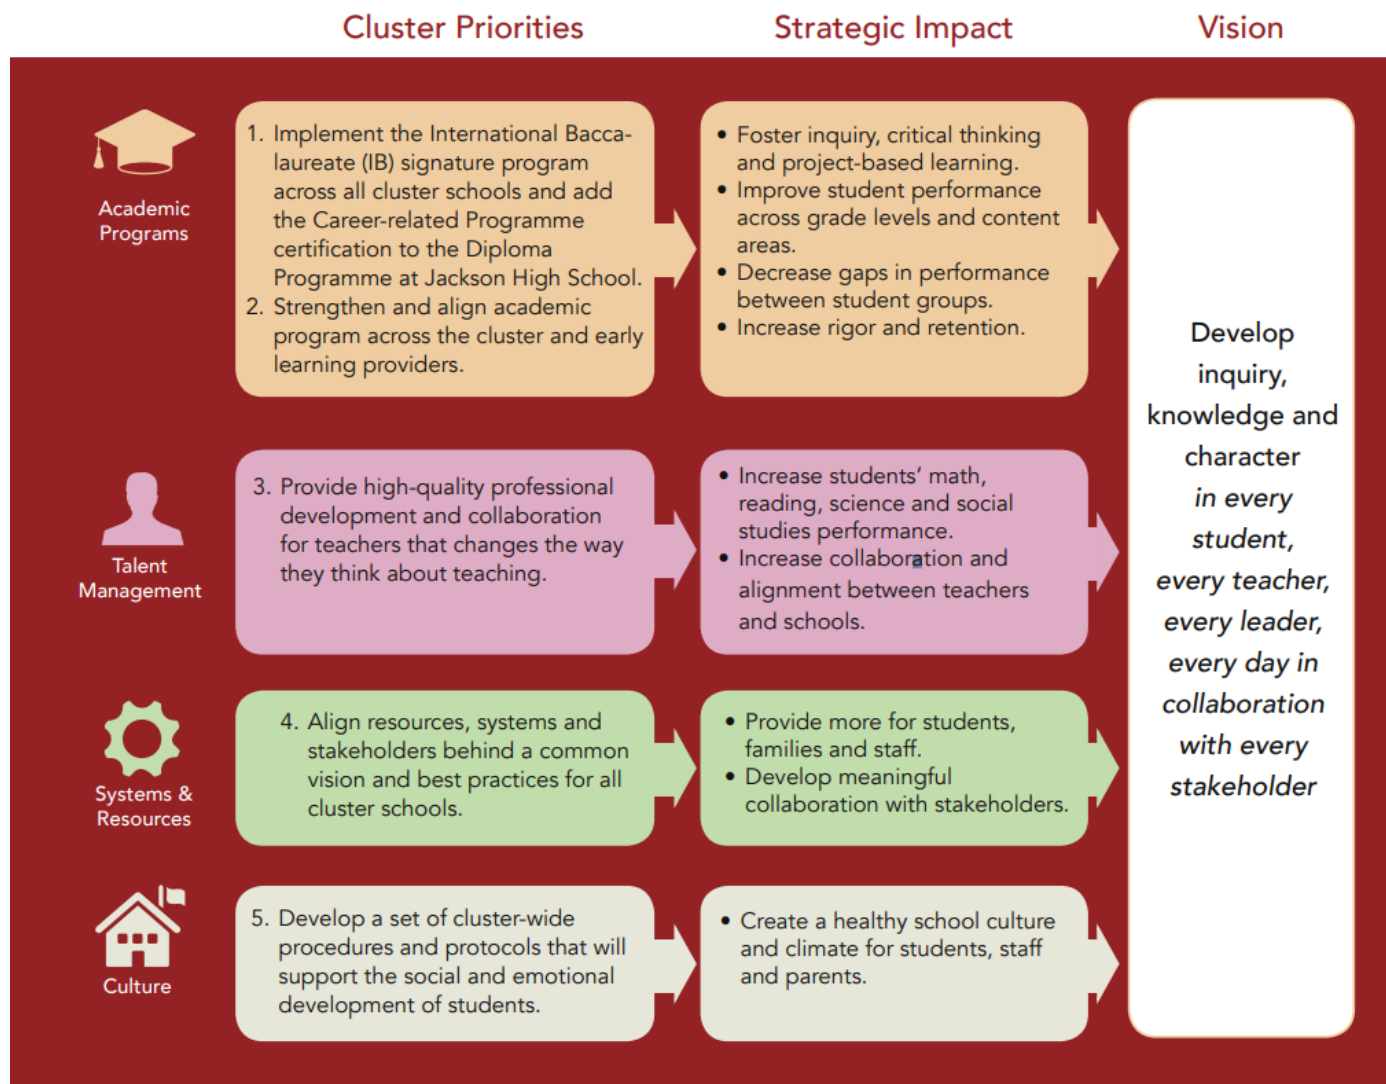 Cluster Priorities
Strategic Impact
Vision
Academic
Programs
1. Implement the International Bacca-
laureate (IB) signature program
across all cluster schools and add
the Career-related Programme
certification to the Diploma
Programme at Jackson High School.
2. Strengthen and align academic
program across the cluster and early
learning providers.
• Foster inquiry, critical thinking
and project-based learning.
• Improve student performance
across grade levels and content
areas.
• Decrease gaps in performance
between student groups.
• Increase rigor and retention.
Talent
Management
3. Provide high-quality professional
development and collaboration
for teachers that changes the way
they think about teaching.
• Increase students’ math,
reading, science and social
studies performance.
• Increase collaboration and
alignment between teachers
and schools.
Systems &
Resources
4. Align resources, systems and
stakeholders behind a common
vision and best practices for all
cluster schools.
• Provide more for students,
families and staff.
• Develop meaningful
collaboration with stakeholders.
Culture
5. Develop a set of cluster-wide
procedures and protocols that will
support the social and emotional
development of students.
• Create a healthy school culture
and climate for students, staff
and parents.
Develop
inquiry,
knowledge and
character
in every
student,
every teacher,
every leader,
every day in
collaboration
with every
stakeholder